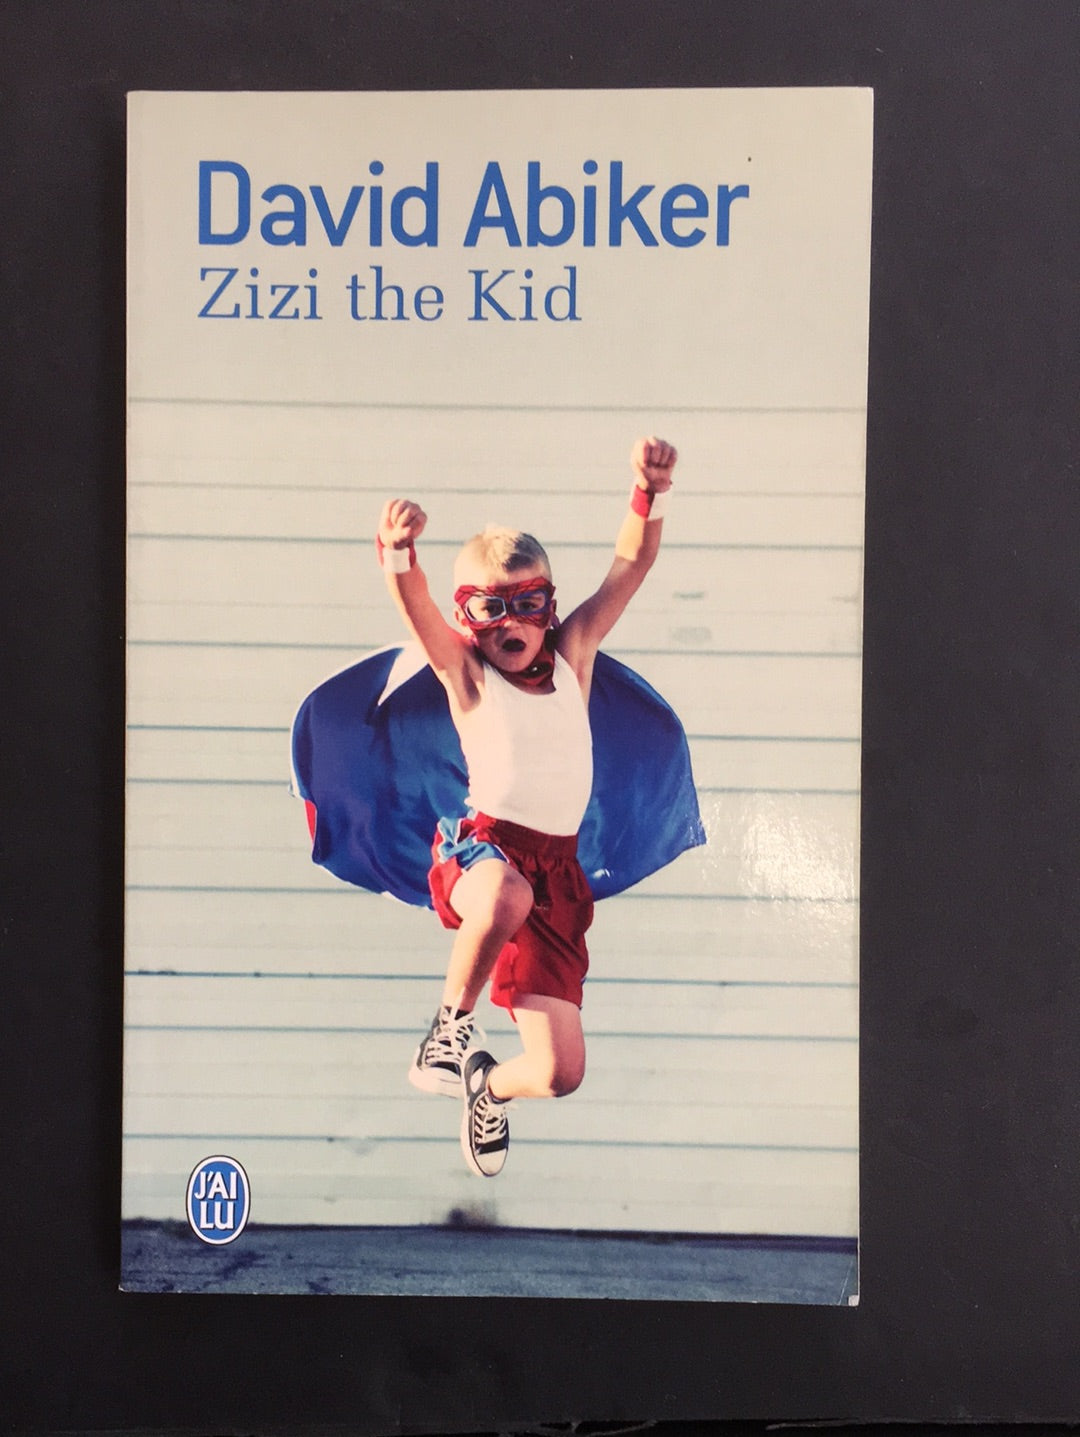 David Abiker
Zizi the Kid
J'AI
LU